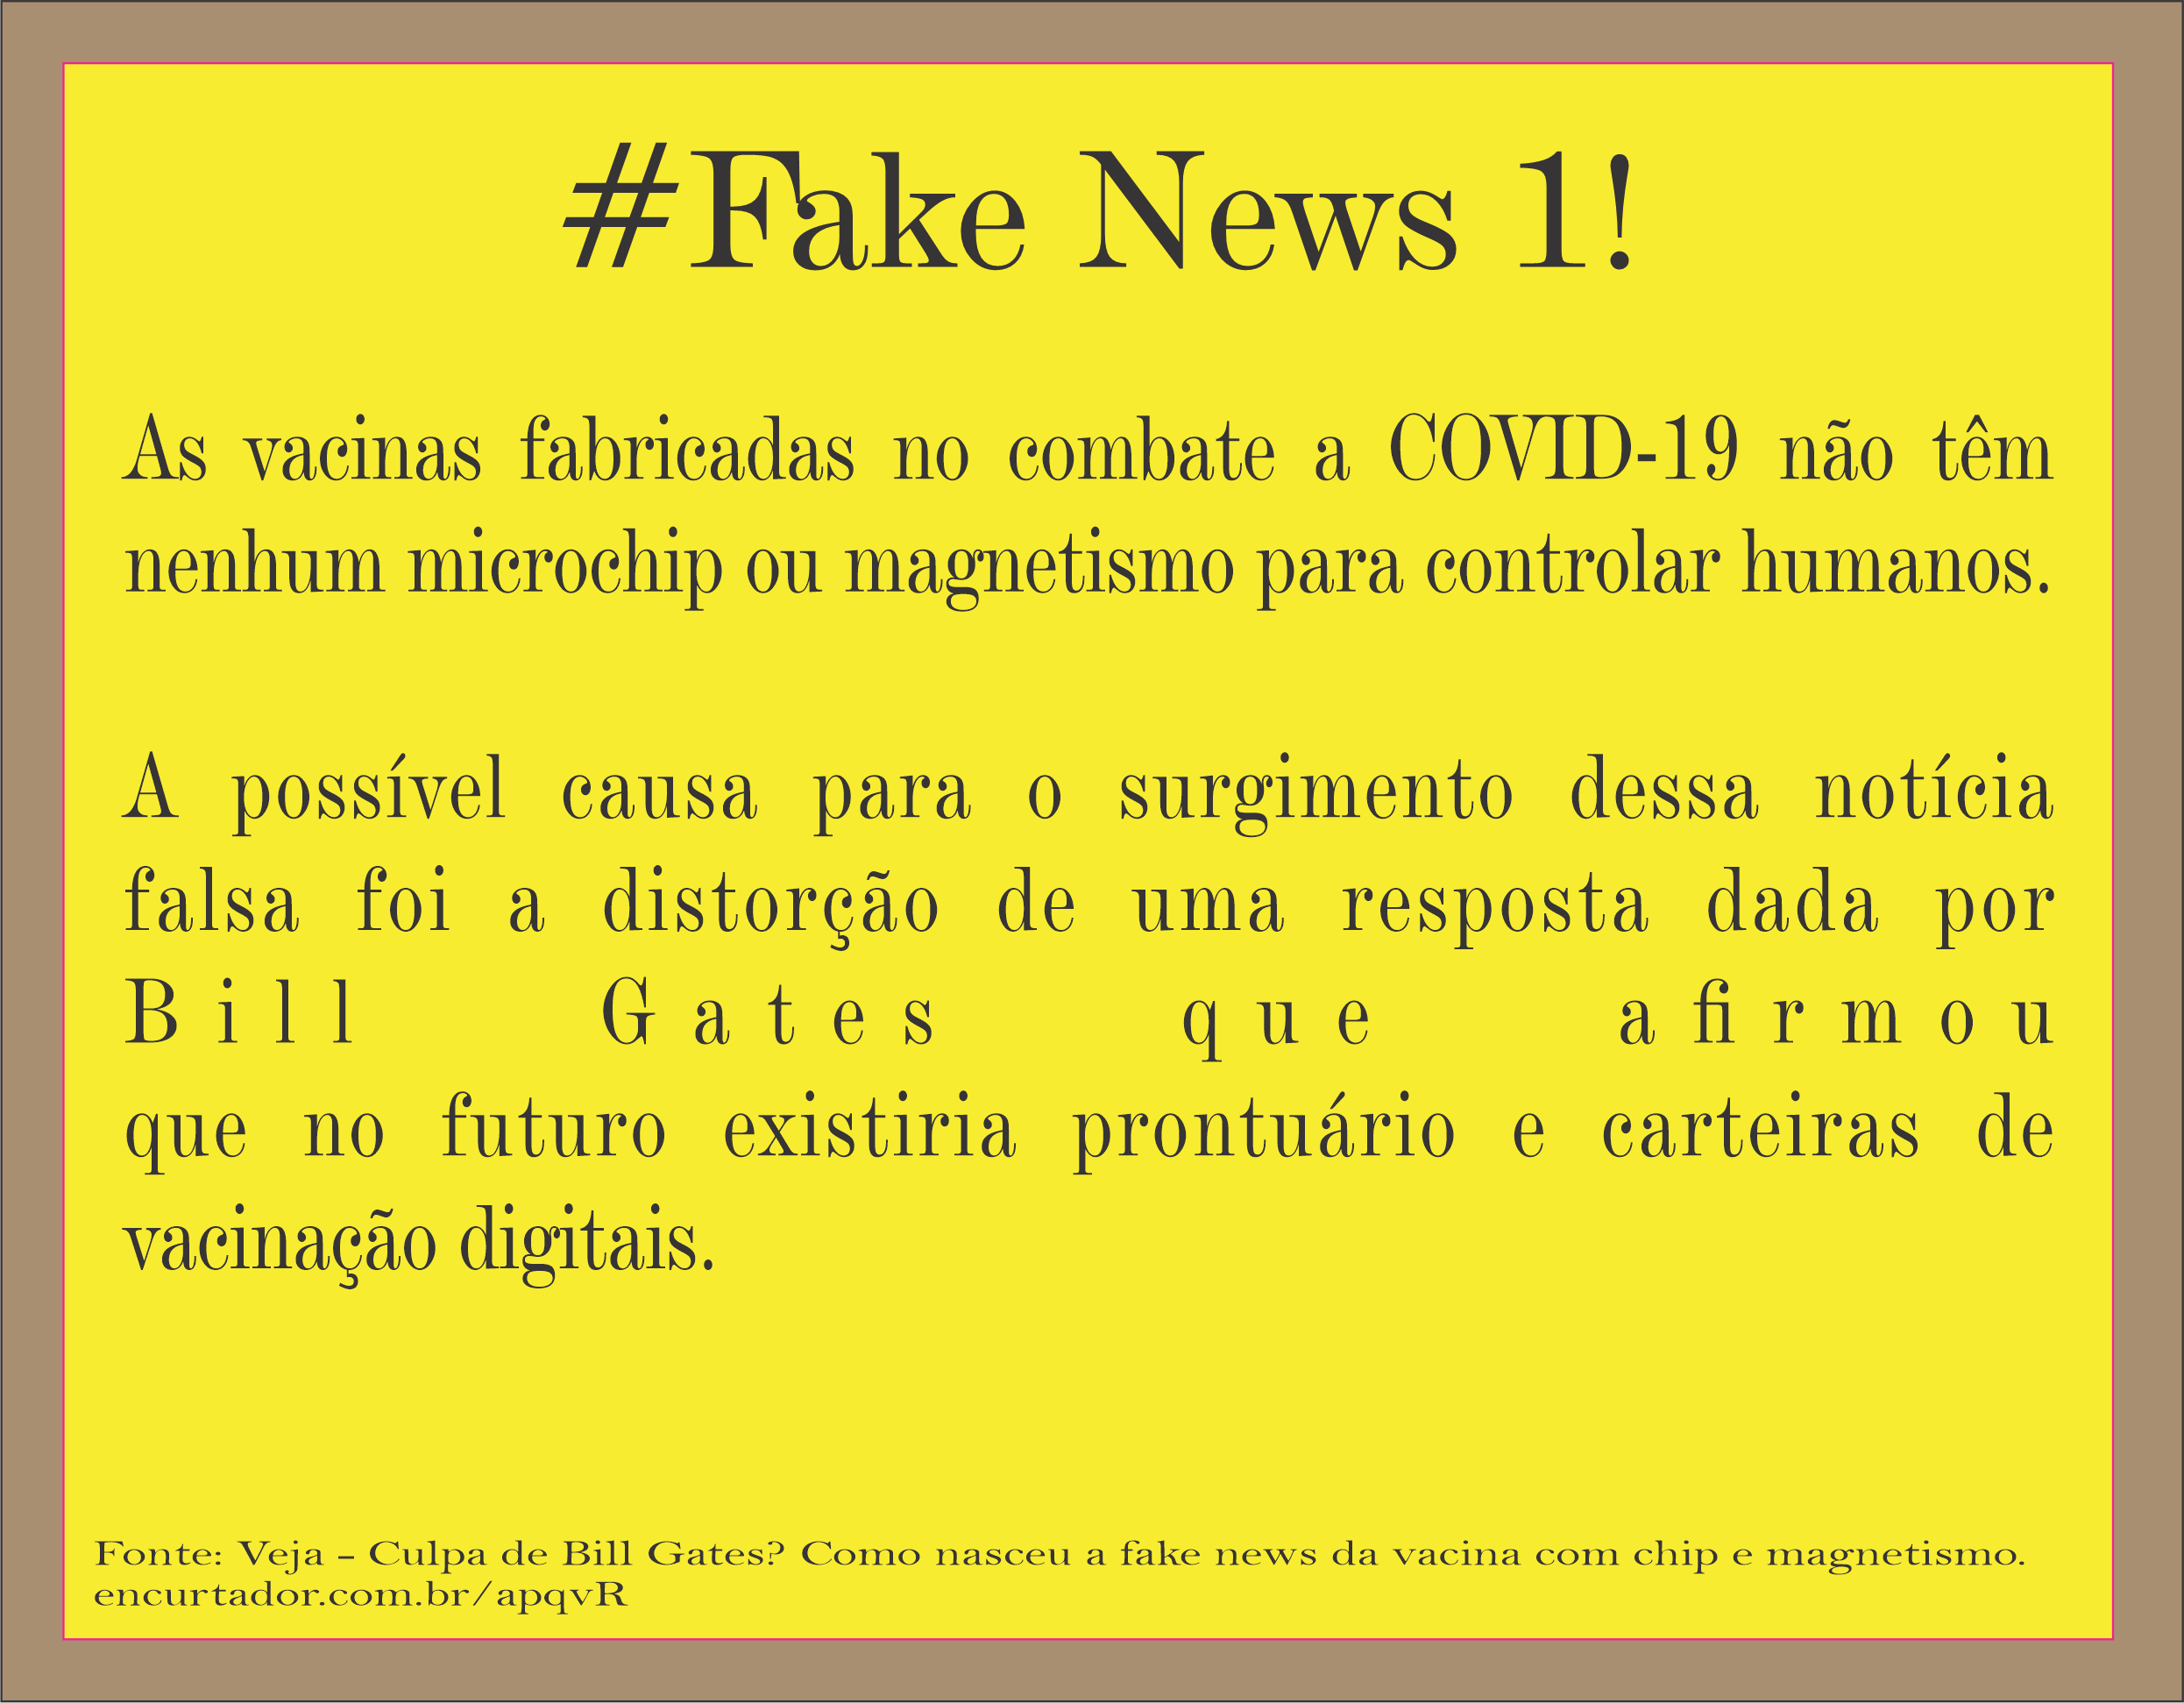 #Fake News 1!
As vacinas fabricadas no combate a COVID-19 não têm
nenhum microchip ou magnetismo para controlar humanos.
A possível causa para o surgimento dessa notícia
falsa foi a distorção de uma resposta dada por
Bill Gates que afirmou
que no futuro existiria prontuário e carteiras de
vacinação digitais.
Fonte: Veja - Culpa de Bill Gates? Como nasceu a fake news da vacina com chip e magnetismo.
encurtador.com.br/apqvR